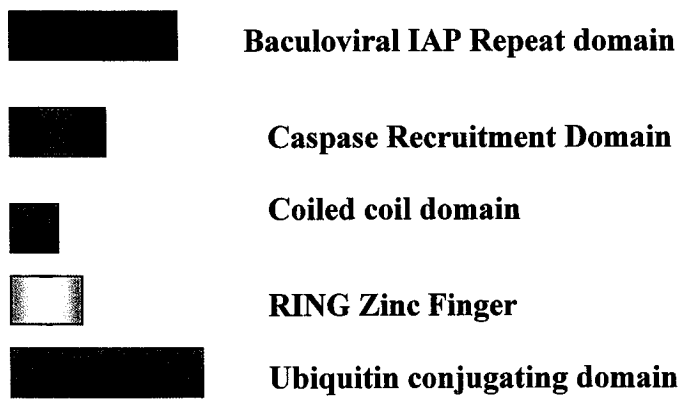 Baculoviral IAP Repeat domain
Caspase Recruitment Domain
Coiled coil domain
RING Zinc Finger
Ubiquitin conjugating domain